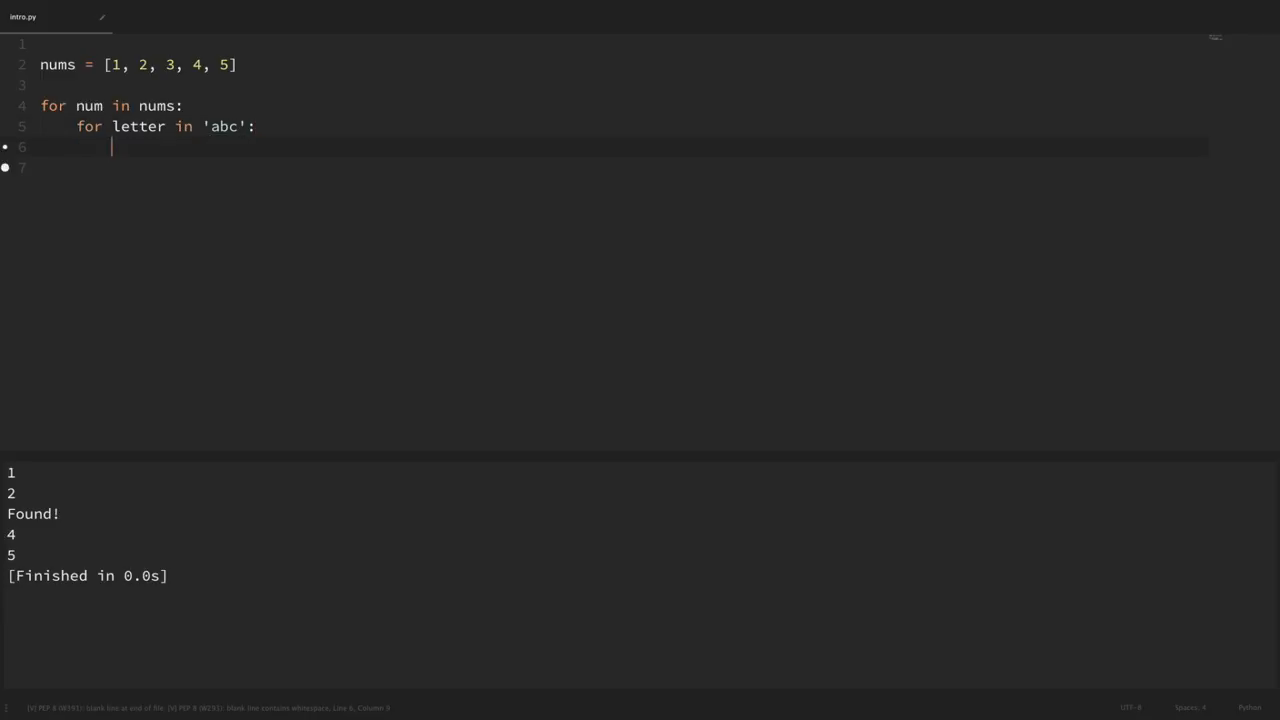 intro.py
1
2 nums = [1, 2, 3, 4, 5]
3
4 for num in nums:
5 for letter in 'abc':
6
7
1
2
Found!
4
5
[Finished in 0.0s]
[V] PEP 8 (W391): blank line at end of file [V] PEP 8 (W293): blank line contains whitespace, Line 6, Column 9
UTF-8
Spaces: 4
Python